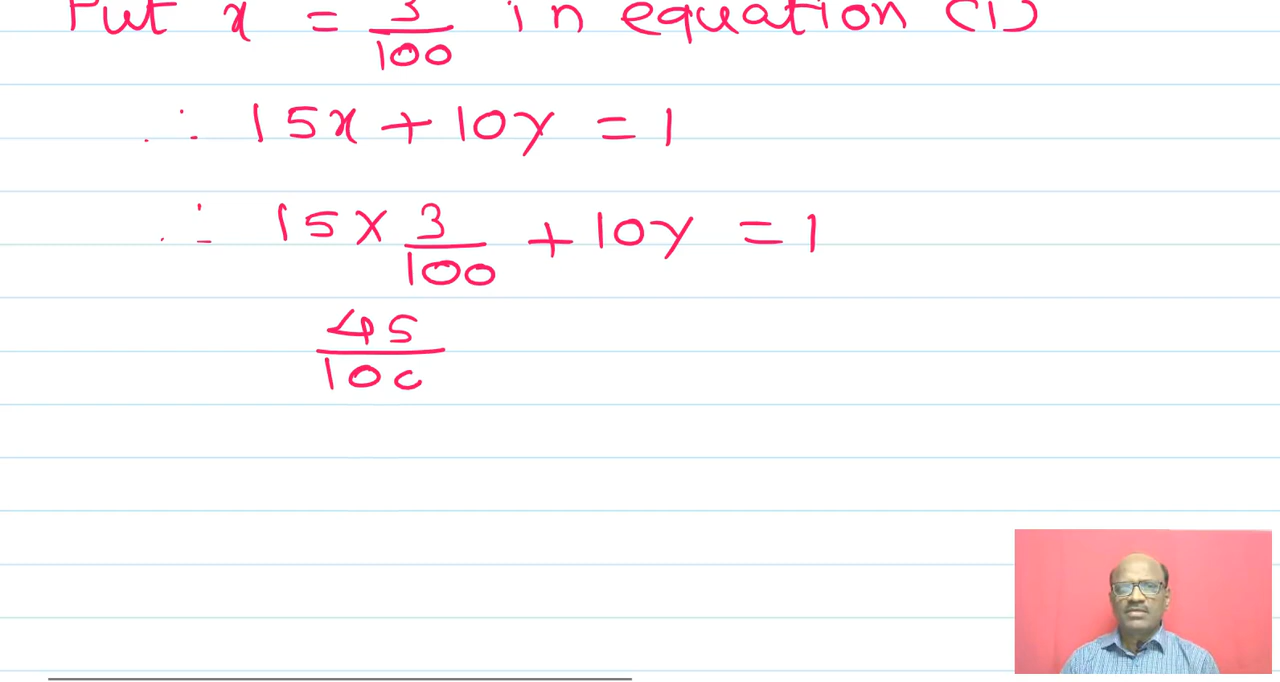 Put x = 3/100 in equation (1)
∴ 15x + 10y = 1
∴ 15 × 3/100 + 10y = 1
45/100